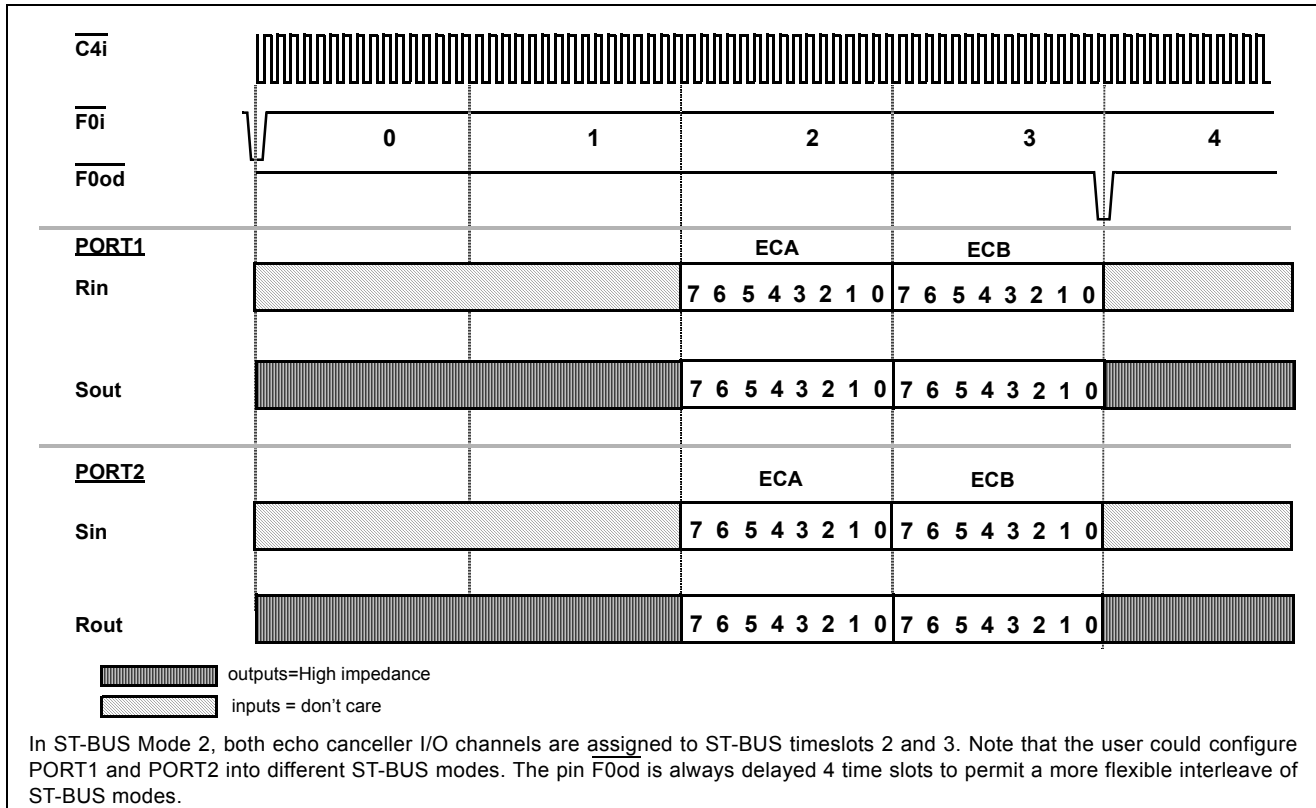 C4i
F0i
0 1 2 3 4
F0od
PORT1
ECA ECB
Rin
7 6 5 4 3 2 1 0 7 6 5 4 3 2 1 0
Sout
7 6 5 4 3 2 1 0 7 6 5 4 3 2 1 0
PORT2
ECA ECB
Sin
7 6 5 4 3 2 1 0 7 6 5 4 3 2 1 0
Rout
7 6 5 4 3 2 1 0 7 6 5 4 3 2 1 0
outputs=High impedance
inputs = don't care
In ST-BUS Mode 2, both echo canceller I/O channels are assigned to ST-BUS timeslots 2 and 3. Note that the user could configure
PORT1 and PORT2 into different ST-BUS modes. The pin F0od is always delayed 4 time slots to permit a more flexible interleave of
ST-BUS modes.